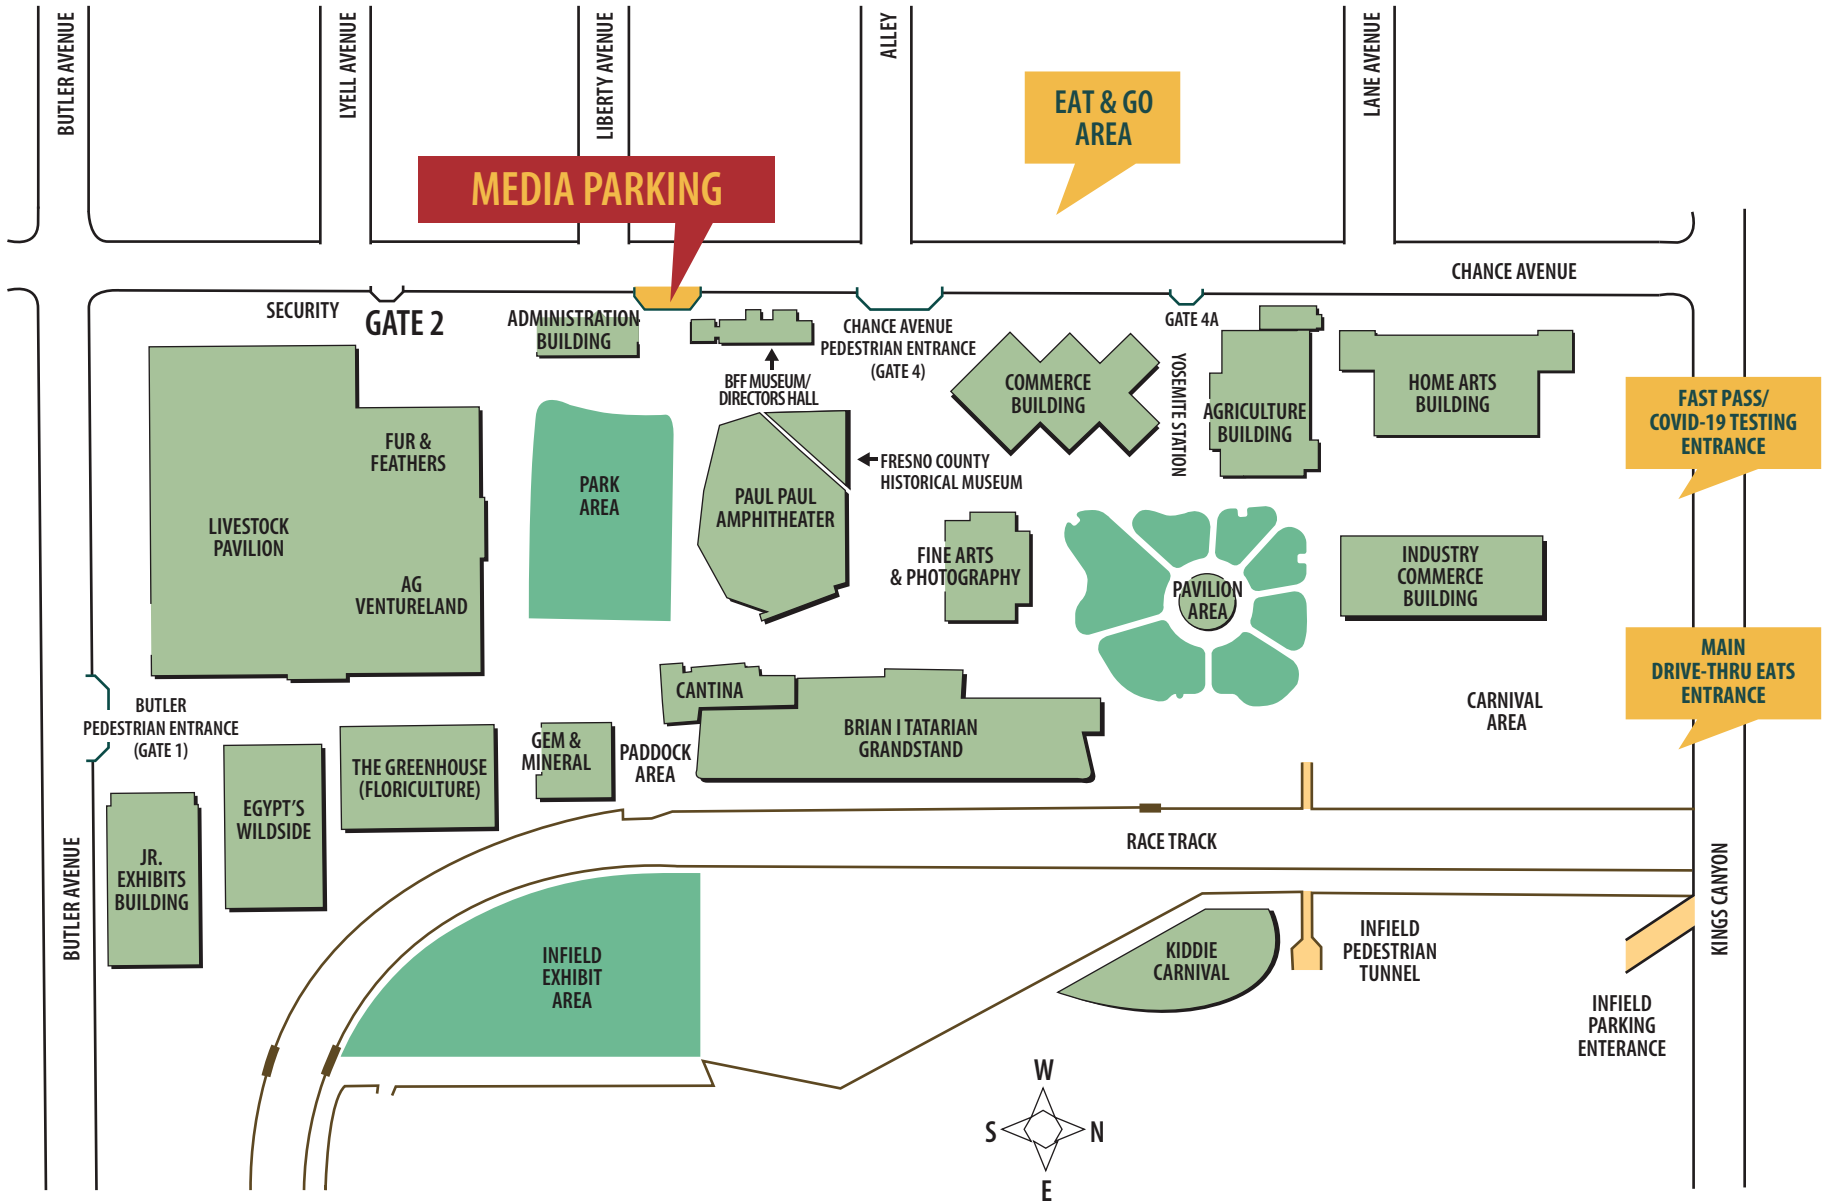 BUTLER AVENUE
LYELL AVENUE
LIBERTY AVENUE
ALLEY
LANE AVENUE
EAT & GO
AREA
MEDIA PARKING
CHANCE AVENUE
SECURITY
GATE 2
ADMINISTRATION
BUILDING
BFF MUSEUM/
DIRECTORS HALL
CHANCE AVENUE
PEDESTRIAN ENTRANCE
(GATE 4)
GATE 4A
COMMERCE
BUILDING
YOSEMITE STATION
AGRICULTURE
BUILDING
HOME ARTS
BUILDING
FAST PASS/
COVID-19 TESTING
ENTRANCE
FUR &
FEATHERS
LIVESTOCK
PAVILION
AG
VENTURELAND
PARK
AREA
PAUL PAUL
AMPHITHEATER
FRESNO COUNTY
HISTORICAL MUSEUM
FINE ARTS
& PHOTOGRAPHY
PAVILION
AREA
INDUSTRY
COMMERCE
BUILDING
MAIN
DRIVE-THRU EATS
ENTRANCE
CARNIVAL
AREA
BUTLER
PEDESTRIAN ENTRANCE
(GATE 1)
CANTINA
BRIAN I TATARIAN
GRANDSTAND
GEM &
MINERAL
PADDOCK
AREA
THE GREENHOUSE
(FLORICULTURE)
EGYPT'S
WILDSIDE
JR.
EXHIBITS
BUILDING
BUTLER AVENUE
RACE TRACK
KINGS CANYON
INFIELD
EXHIBIT
AREA
KIDDIE
CARNIVAL
INFIELD
PEDESTRIAN
TUNNEL
INFIELD
PARKING
ENTERANCE
W
S
N
E